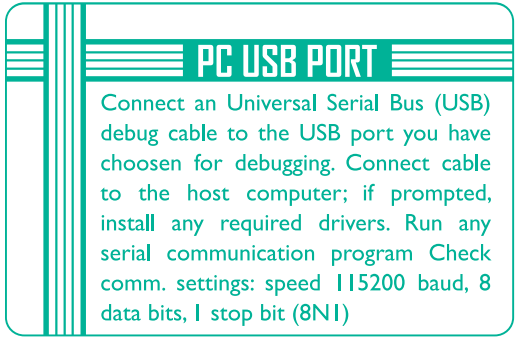 PC USB PORT
Connect an Universal Serial Bus (USB)
debug cable to the USB port you have
choosen for debugging. Connect cable
to the host computer; if prompted,
install any required drivers. Run any
serial communication program Check
comm. settings: speed 115200 baud, 8
data bits, 1 stop bit (8N1)